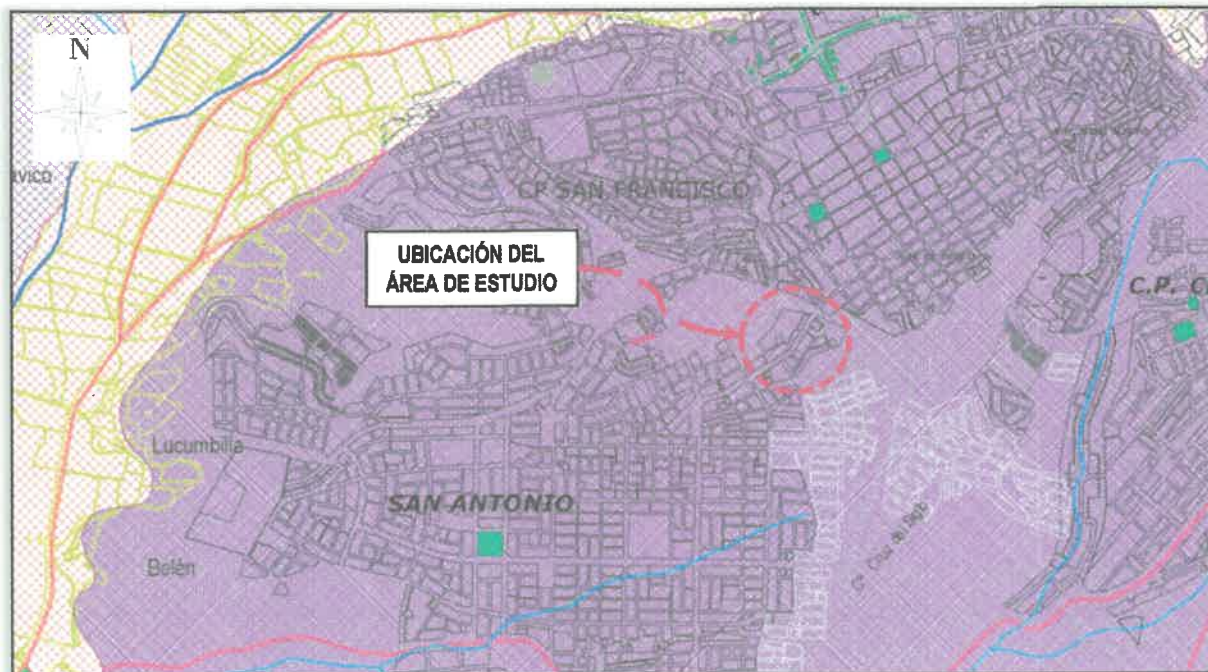 N
CP SAN FRANCISCO
UBICACIÓN DEL
ÁREA DE ESTUDIO
C.P.
Lucumbilla
SAN ANTONIO
Belén